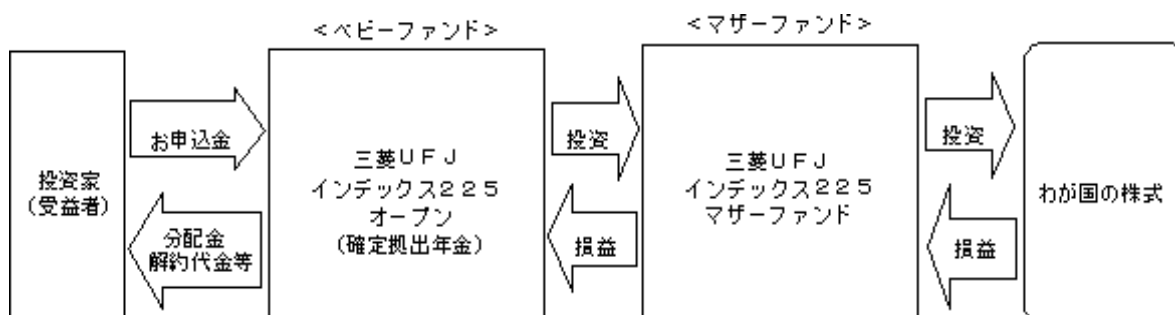 ＜ベビーファンド＞
＜マザーファンド＞
投資家
（受益者）
お申込金
分配金
解約代金等
三菱ＵＦＪ
インデックス２２５
オープン
（確定拠出年金）
投資
損益
三菱ＵＦＪ
インデックス２２５
マザーファンド
投資
損益
わが国の株式